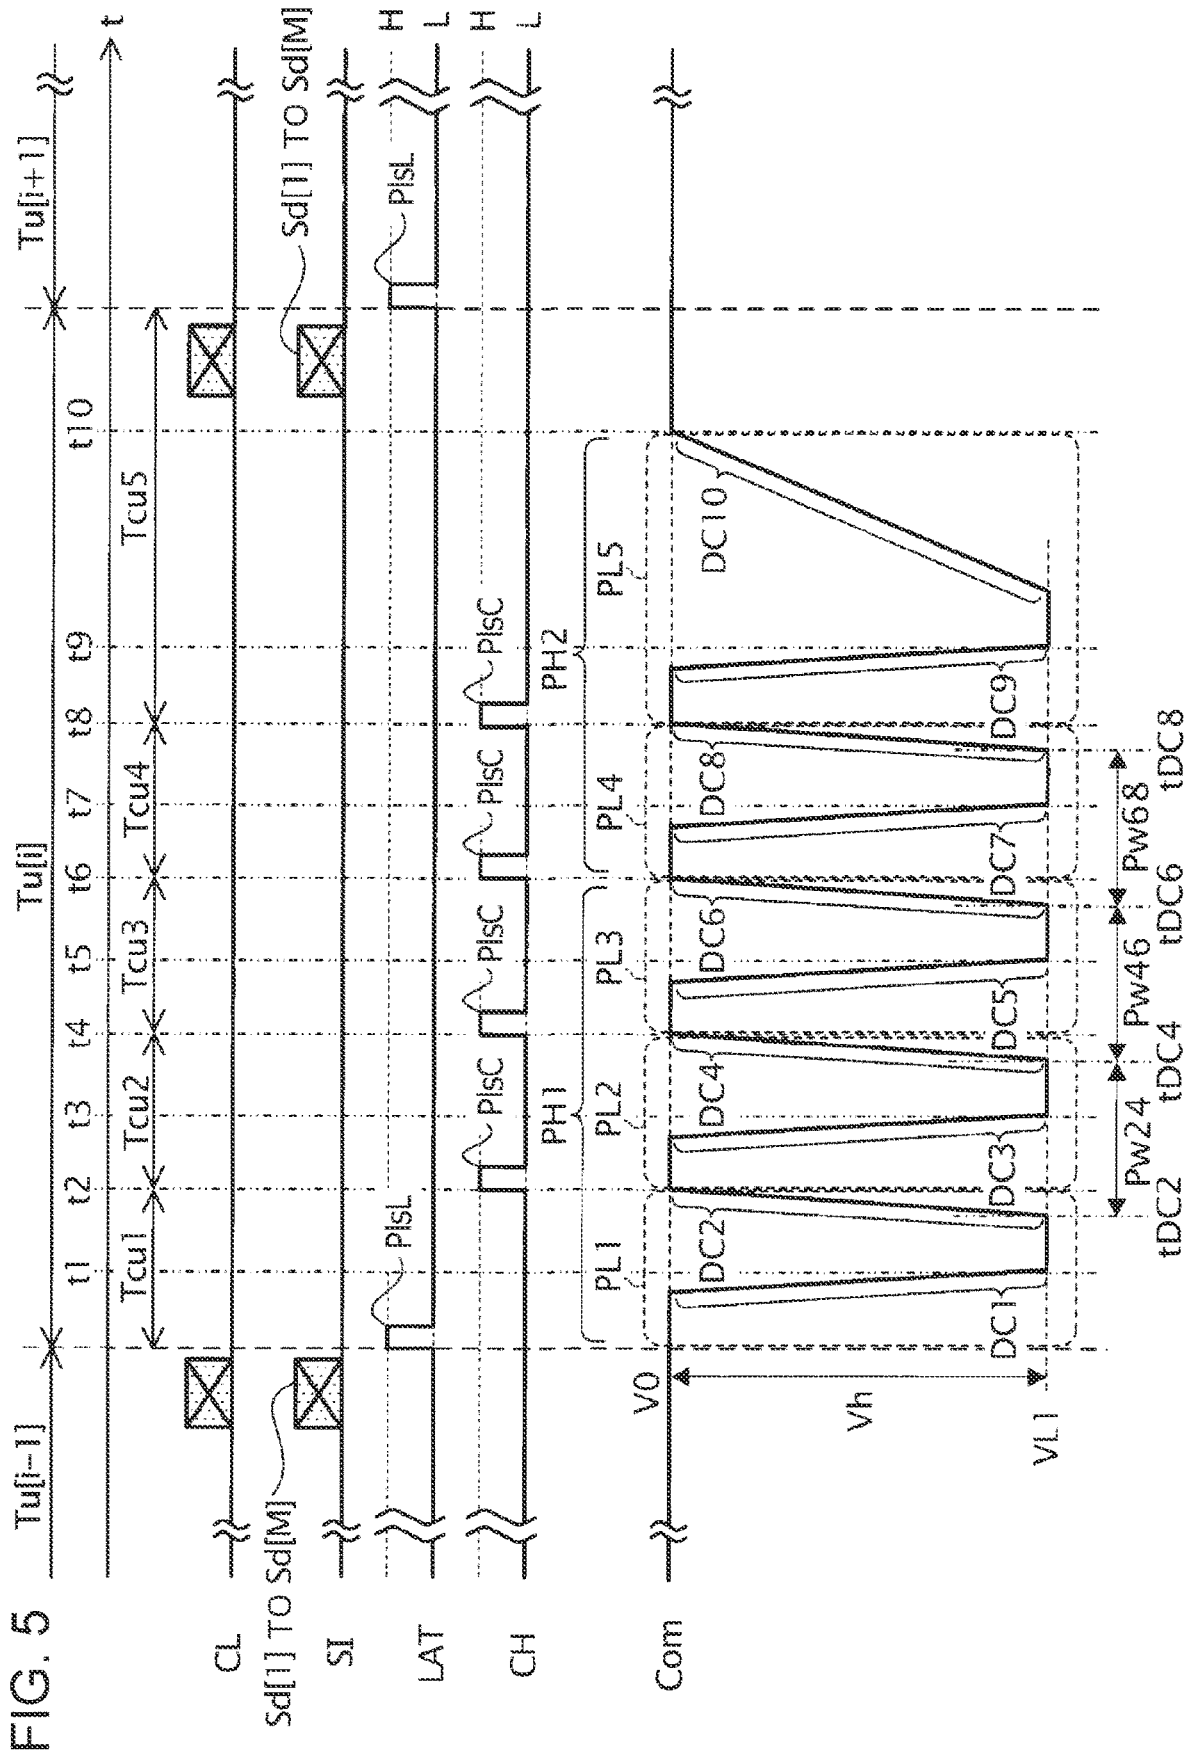 FIG. 5
Tu[i−1] Tu[i] Tu[i+1]
t1 t2 t3 t4 t5 t6 t7 t8 t9 t10 t
Tcu1 Tcu2 Tcu3 Tcu4 Tcu5
CL
Sd[1] TO Sd[M] Sd[1] TO Sd[M]
SI
PlsL PlsL H
LAT L
PlsC PlsC PlsC PlsC H
CH L
PH1 PH2
PL1 PL2 PL3 PL4 PL5
V0
Com
DC2 DC4 DC6 DC8 DC10
Vh
DC1 DC3 DC5 DC7 DC9
VL1
Pw24 Pw46 Pw68
tDC2 tDC4 tDC6 tDC8